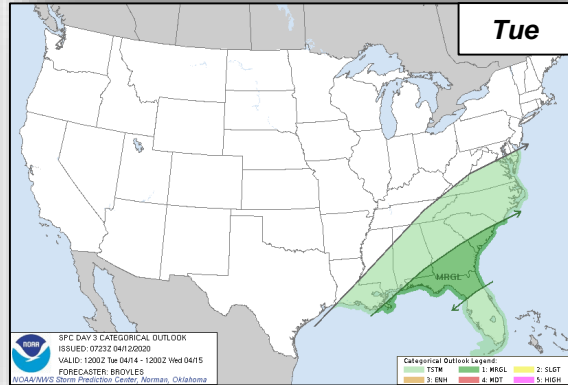 Tue
MRGL
NOAA
SPC DAY 3 CATEGORICAL OUTLOOK
ISSUED: 0723Z 04/12/2020
VALID: 1200Z Tue 04/14 - 1200Z Wed 04/15
FORECASTER: BROYLES
NOAA/NWS Storm Prediction Center, Norman, Oklahoma
Categorical Outlook Legend:
TSTM 1: MRGL 2: SLGT
3: ENH 4: MDT 5: HIGH